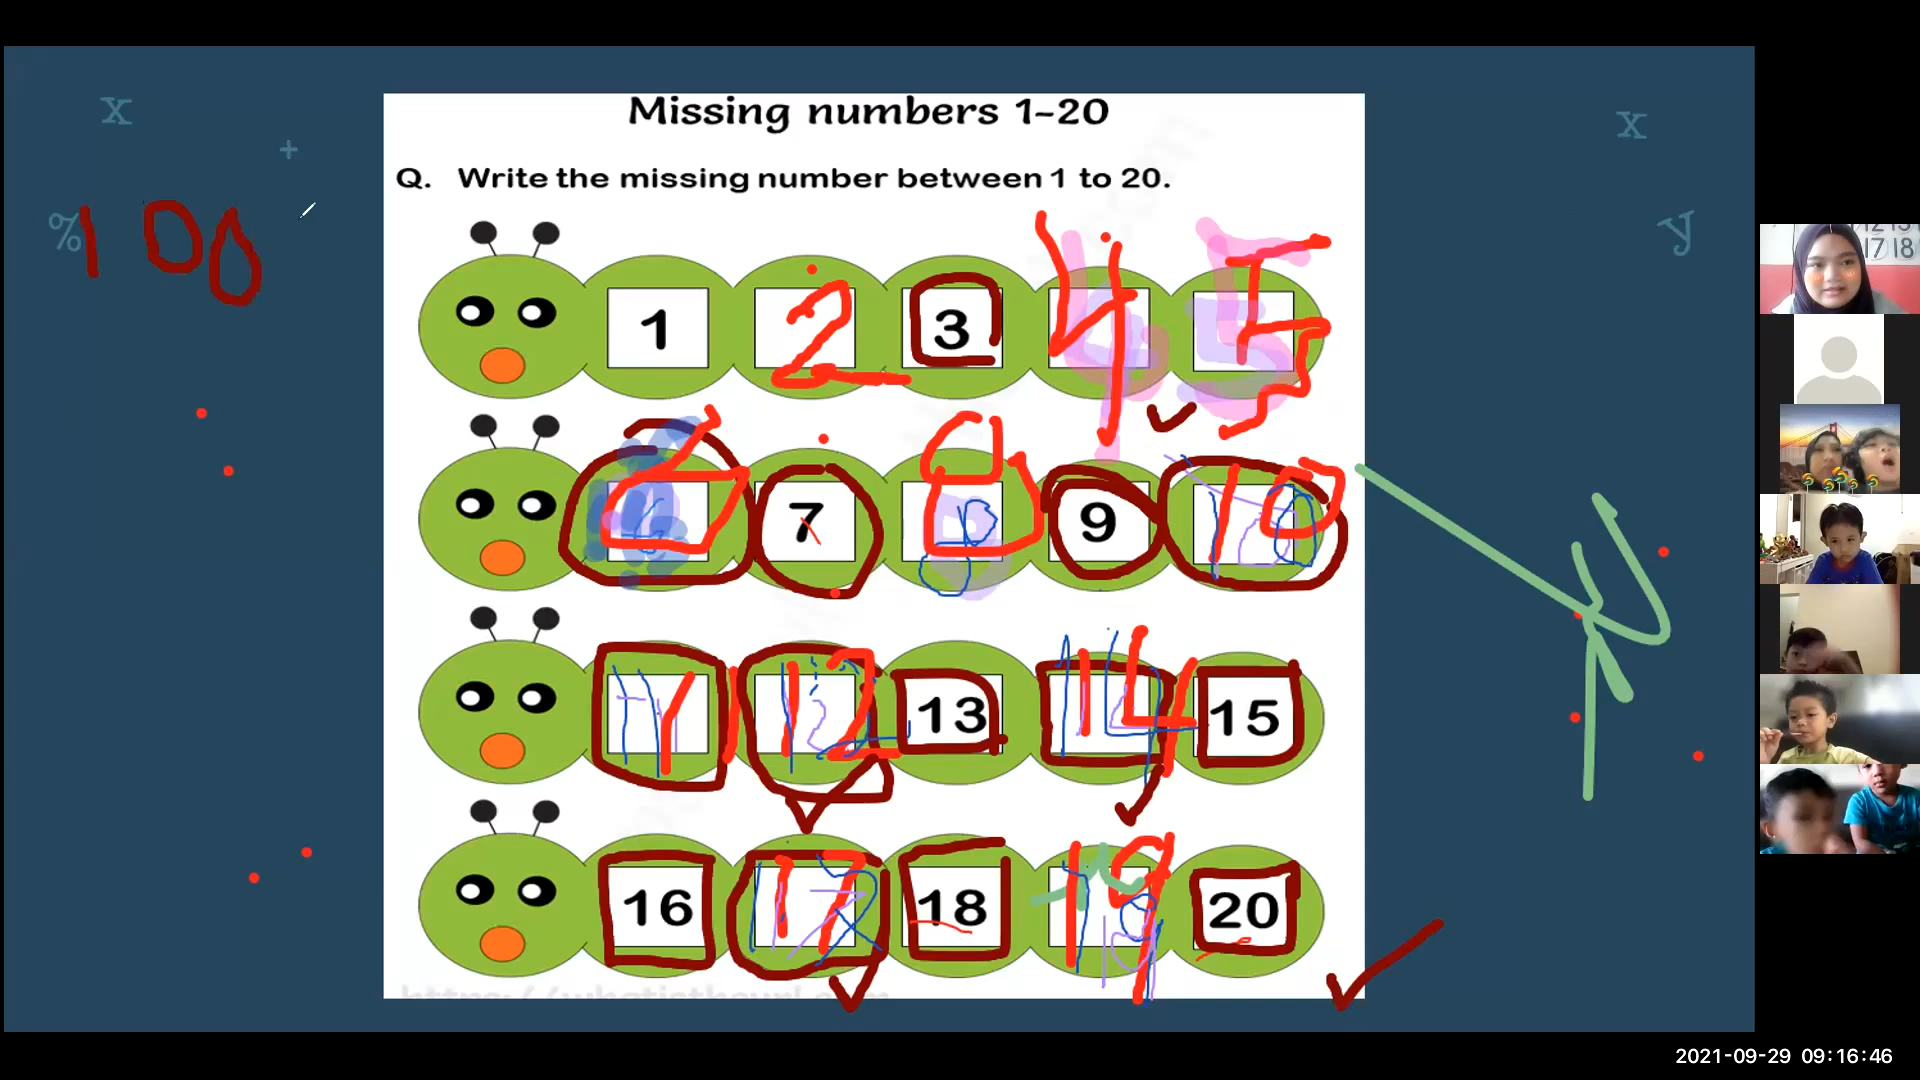 x
x
+
%
100
y
Missing numbers 1-20
Q. Write the missing number between 1 to 20.
1 2 3 4 5
6 7 8 9 10
11 12 13 14 15
16 17 18 19 20
17 18
2021-09-29 09:16:46